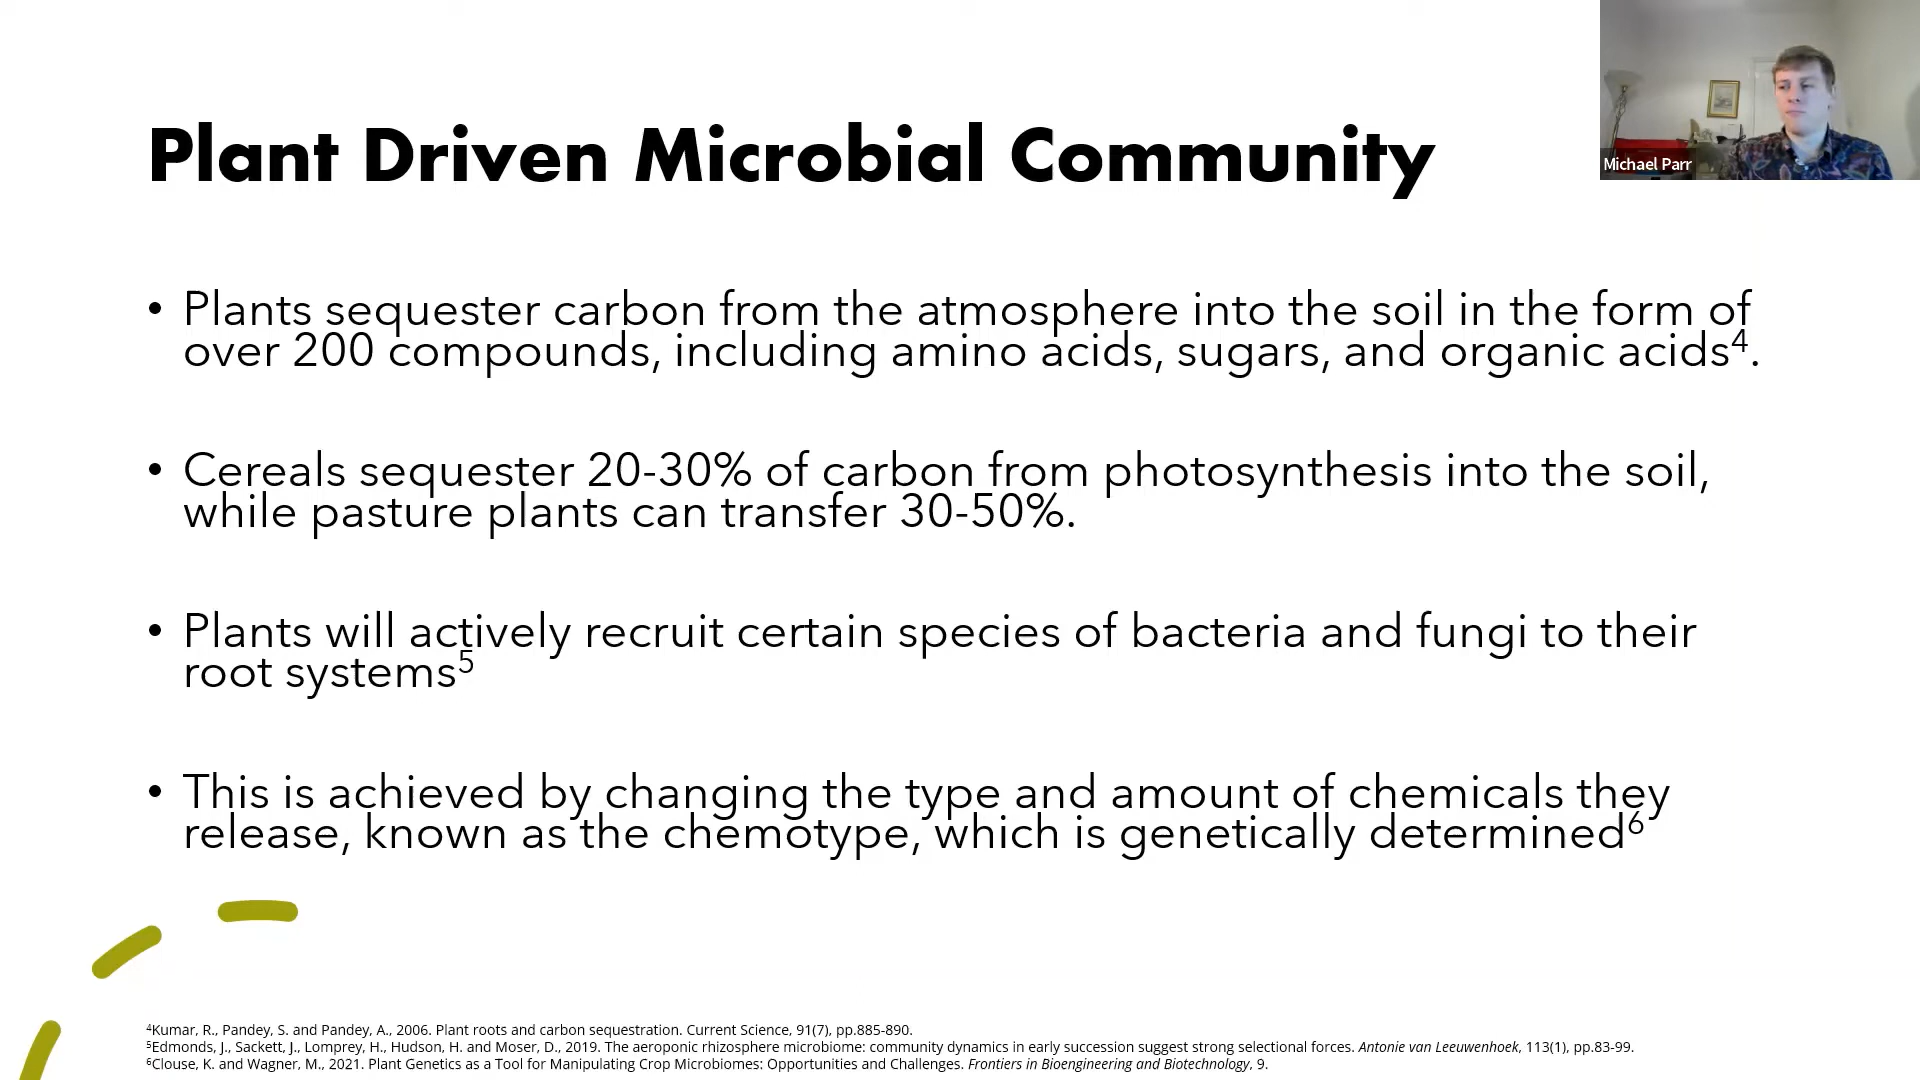 Plant Driven Microbial Community
Michael Parr
• Plants sequester carbon from the atmosphere into the soil in the form of
over 200 compounds, including amino acids, sugars, and organic acids⁴.
• Cereals sequester 20-30% of carbon from photosynthesis into the soil,
while pasture plants can transfer 30-50%.
• Plants will actively recruit certain species of bacteria and fungi to their
root systems⁵
• This is achieved by changing the type and amount of chemicals they
release, known as the chemotype, which is genetically determined⁶
⁴Kumar, R., Pandey, S. and Pandey, A., 2006. Plant roots and carbon sequestration. Current Science, 91(7), pp.885-890.
⁵Edmonds, J., Sackett, J., Lomprey, H., Hudson, H. and Moser, D., 2019. The aeroponic rhizosphere microbiome: community dynamics in early succession suggest strong selectional forces. Antonie van Leeuwenhoek, 113(1), pp.83-99.
⁶Clouse, K. and Wagner, M., 2021. Plant Genetics as a Tool for Manipulating Crop Microbiomes: Opportunities and Challenges. Frontiers in Bioengineering and Biotechnology, 9.